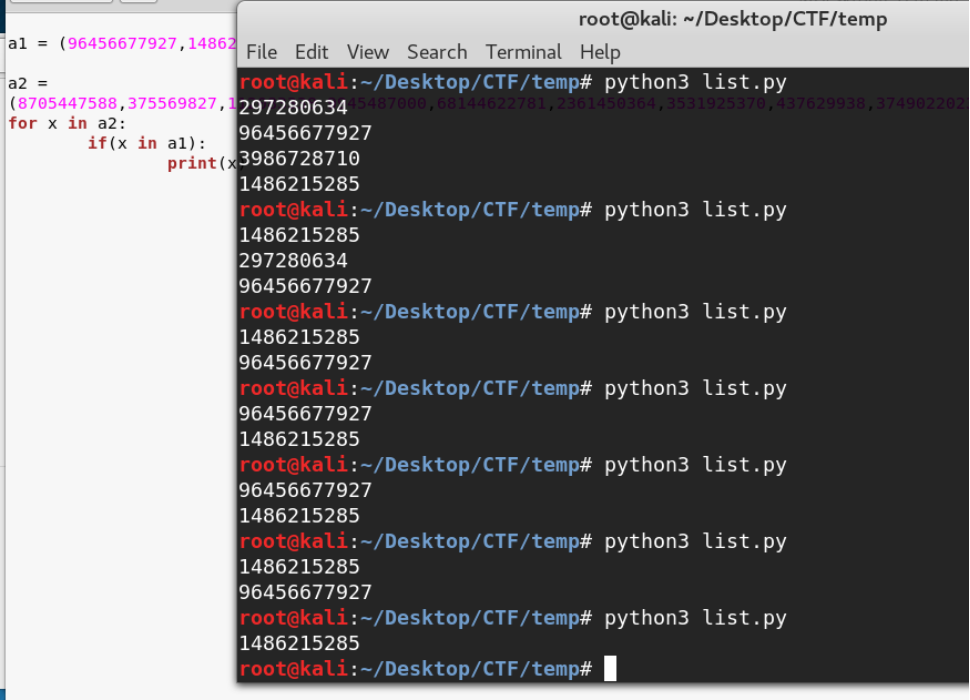 a1 = (96456677927,14862
a2 =
(8705447588,375569827,1
for x in a2:
if(x in a1):
print(x
root@kali: ~/Desktop/CTF/temp
File Edit View Search Terminal Help
root@kali:~/Desktop/CTF/temp# python3 list.py
297280634
96456677927
3986728710
1486215285
root@kali:~/Desktop/CTF/temp# python3 list.py
1486215285
297280634
96456677927
root@kali:~/Desktop/CTF/temp# python3 list.py
1486215285
96456677927
root@kali:~/Desktop/CTF/temp# python3 list.py
96456677927
1486215285
root@kali:~/Desktop/CTF/temp# python3 list.py
96456677927
1486215285
root@kali:~/Desktop/CTF/temp# python3 list.py
1486215285
96456677927
root@kali:~/Desktop/CTF/temp# python3 list.py
1486215285
root@kali:~/Desktop/CTF/temp#